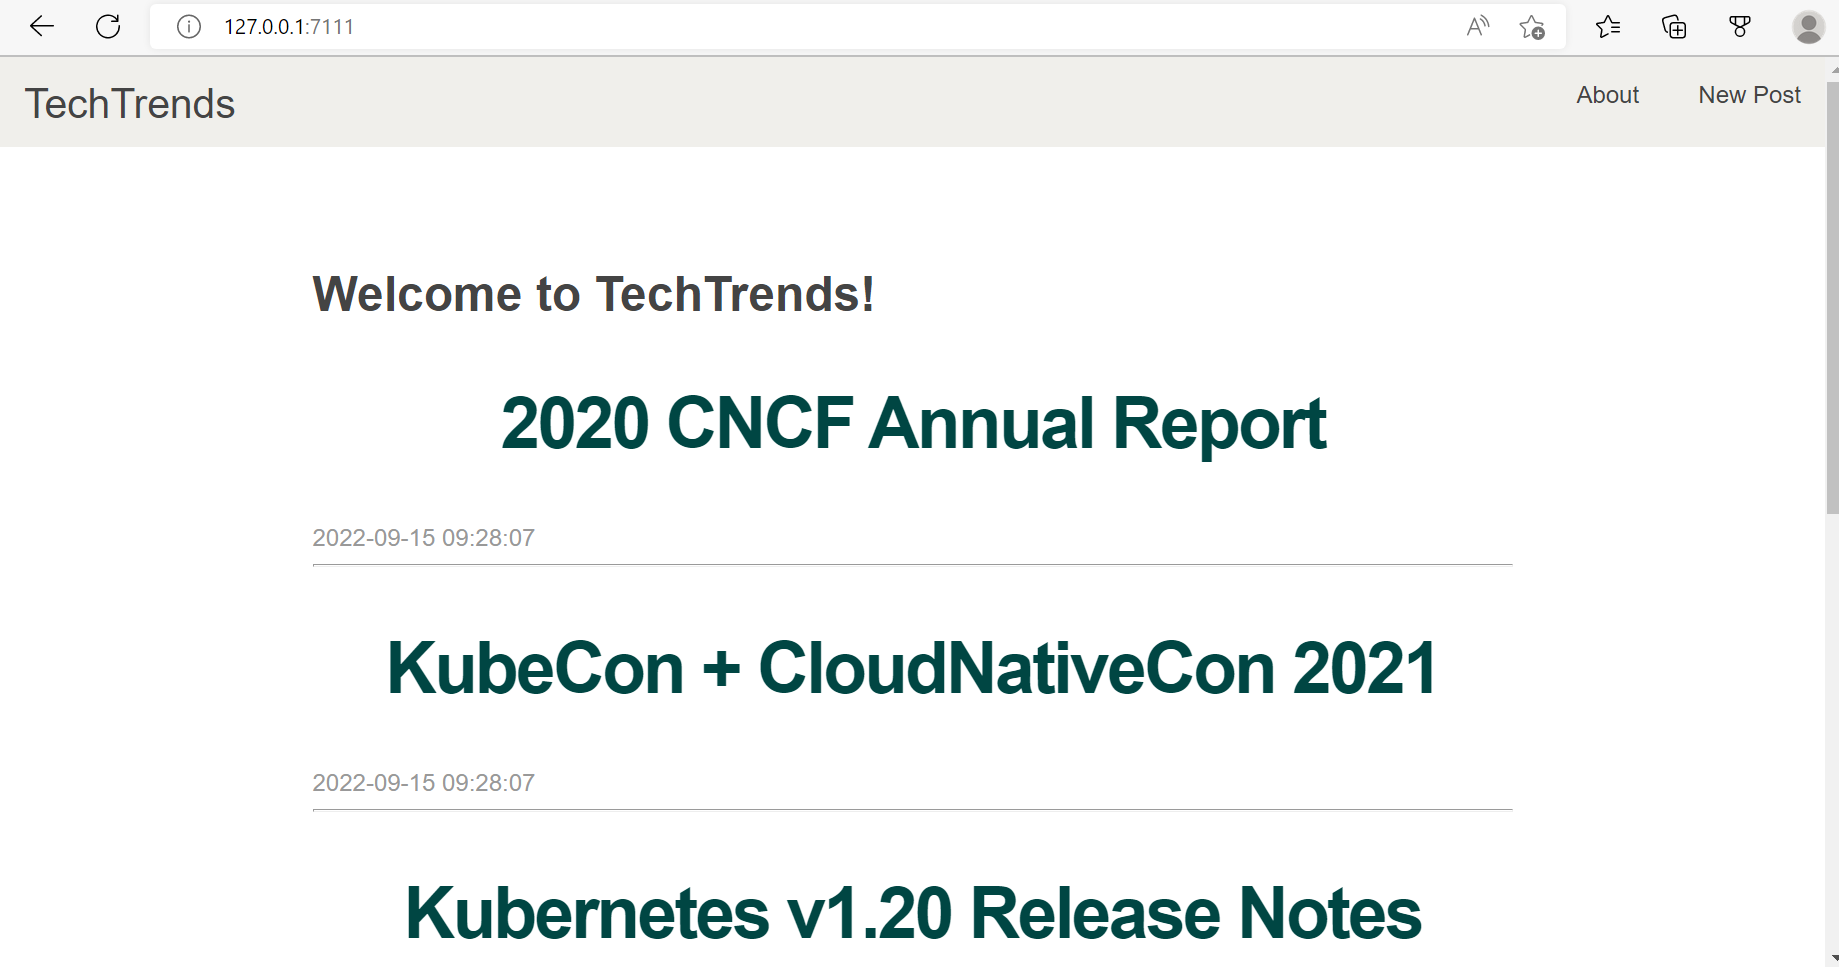 127.0.0.1:7111
TechTrends
About
New Post
Welcome to TechTrends!
2020 CNCF Annual Report
2022-09-15 09:28:07
KubeCon + CloudNativeCon 2021
2022-09-15 09:28:07
Kubernetes v1.20 Release Notes